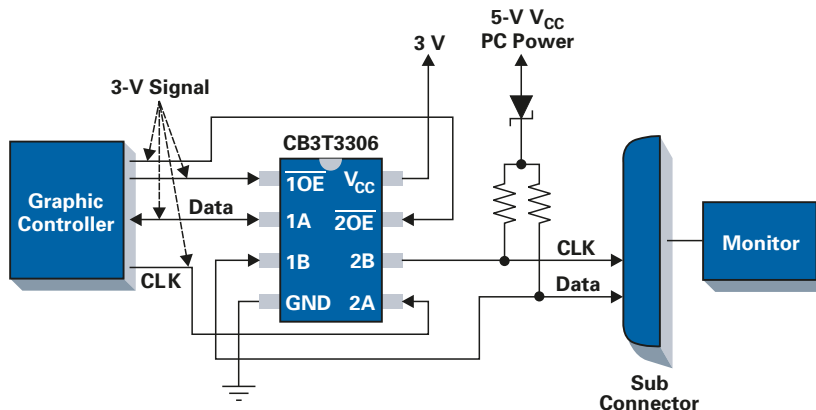 5-V VCC
PC Power
3 V
3-V Signal
CB3T3306
Graphic
Controller
1OE
VCC
Data
1A
2OE
1B
2B
CLK
Monitor
CLK
GND
2A
Data
Sub
Connector